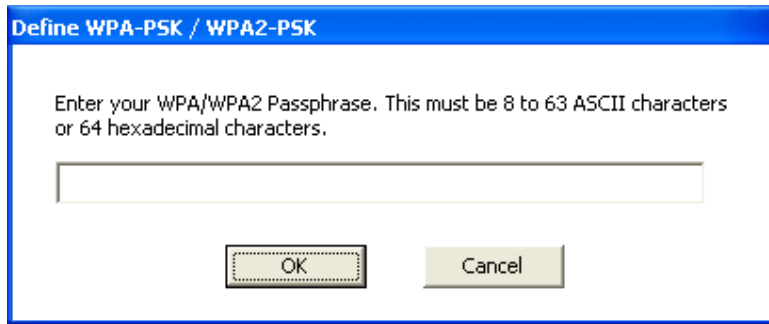 Define WPA-PSK / WPA2-PSK
Enter your WPA/WPA2 Passphrase. This must be 8 to 63 ASCII characters
or 64 hexadecimal characters.
OK
Cancel